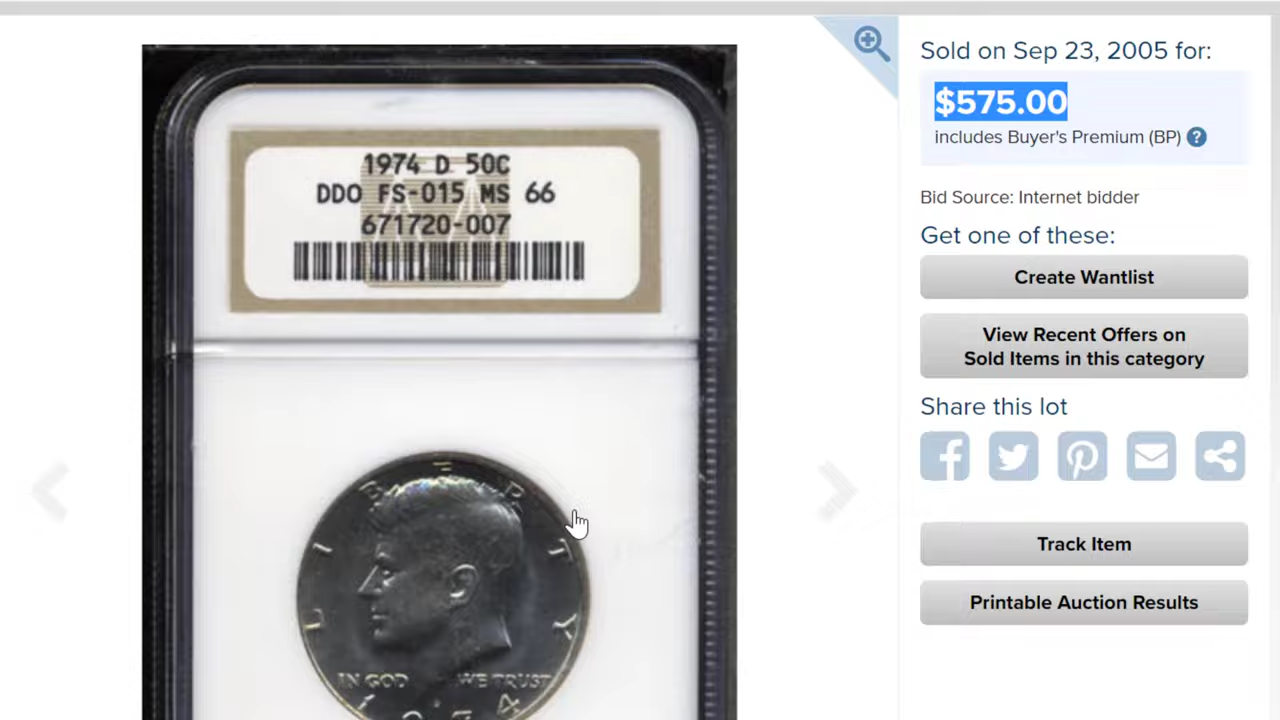 1974 D 50C
DDO FS-015 MS 66
671720-007
LIBERTY
IN GOD WE TRUST
1974
Sold on Sep 23, 2005 for:
$575.00
includes Buyer's Premium (BP) ?
Bid Source: Internet bidder
Get one of these:
Create Wantlist
View Recent Offers on
Sold Items in this category
Share this lot
Track Item
Printable Auction Results